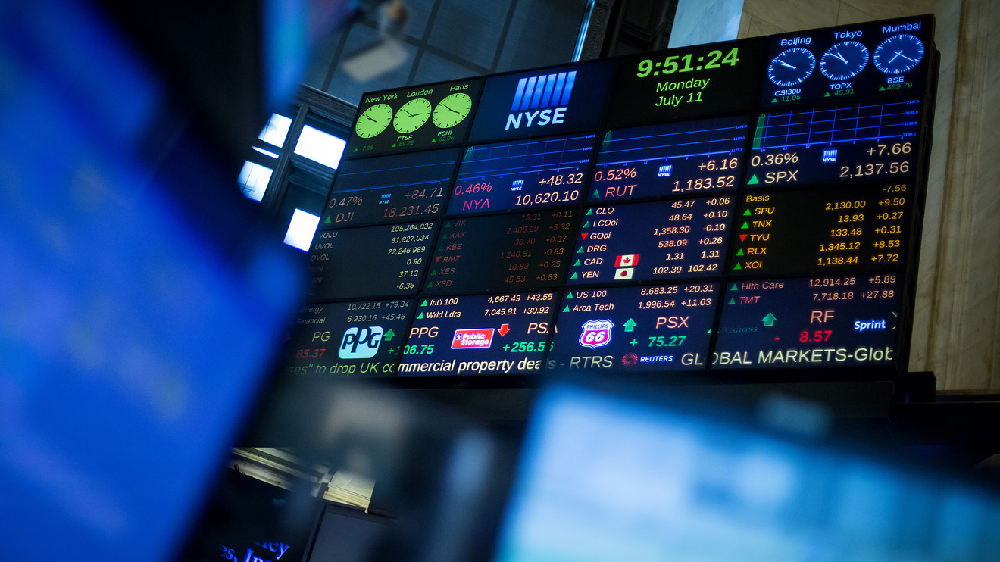 New York London Paris
FTSE
69.22
FCHI
62.06
7.66
NYSE
9:51:24
Monday
July 11
Beijing Tokyo Mumbai
CSI300
11.05
TOPX
45.91
BSE
499.79
0.47% NYSE +84.71
DJI 18,231.45
0.46% NYSE +48.32
NYA 10,620.10
0.52% NYSE +6.16
RUT 1,183.52
0.36% NYSE +7.66
SPX 2,137.56
VOLU 105,264,032
UVOL 81,827,034
DVOL 22,246,989
0.90
37.13
-6.36
VIX 13.31 +0.11
XAX 2,405.29 +3.32
KBE 30.70 +0.37
RMZ 1,240.51 -0.83
XES 18.83 +0.25
XSD 45.53 +0.63
CLQ 45.47 +0.06
LCOoi 48.64 +0.10
GOoi 1,358.30 -0.10
DRG 538.09 +0.26
CAD 1.31 1.31
YEN 102.39 102.42
Basis -7.56
SPU 2,130.00 +9.50
TNX 13.93 +0.27
TYU 133.48 +0.31
RLX 1,345.12 +8.53
XOI 1,138.44 +7.72
Energy 10,722.15 +79.34
Financial 5,930.16 +45.46
Int'l 100 4,667.49 +43.55
Wrld Ldrs 7,045.81 +30.92
US-100 8,683.25 +20.31
Arca Tech 1,996.54 +11.03
Hlth Care 12,914.25 +5.89
TMT 7,718.18 +27.88
PG PPG
85.37
PPG Public Storage PSA
06.75 +256.5
PHILLIPS 66 PSX
+ 75.27
REGIONS RF Sprint
- 8.57
es" to drop UK commercial property deals - RTRS REUTERS GLOBAL MARKETS-Glob